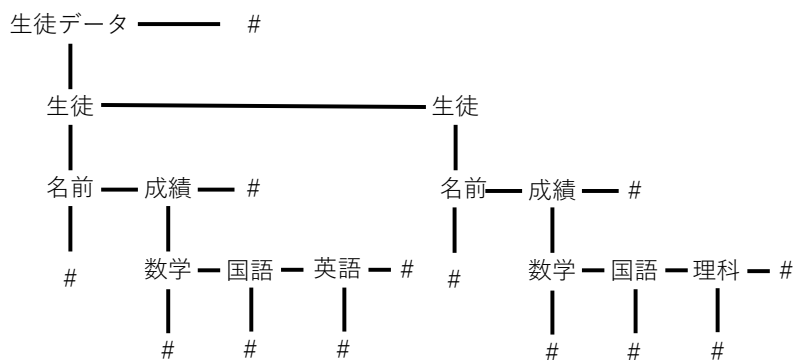 生徒データ #
生徒 生徒
名前 成績 # 名前 成績 #
# 数学 国語 英語 # # 数学 国語 理科 #
# # # # # #